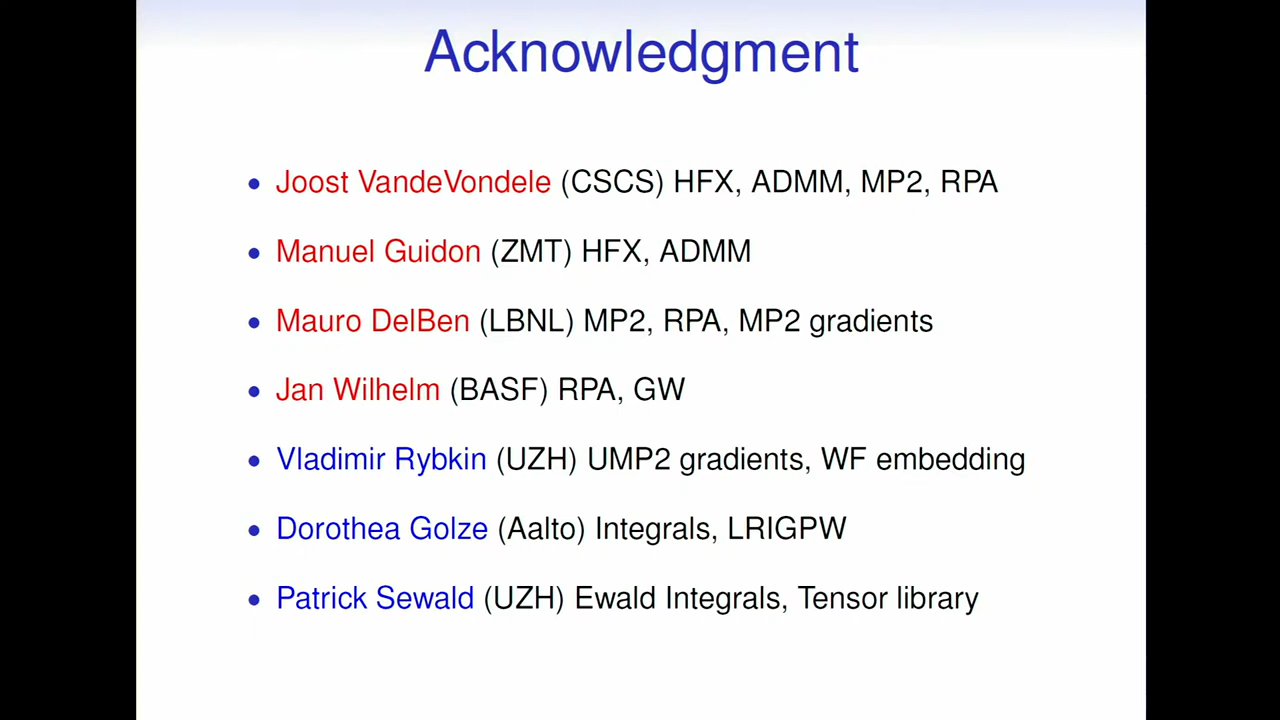 Acknowledgment
• Joost VandeVondele (CSCS) HFX, ADMM, MP2, RPA
• Manuel Guidon (ZMT) HFX, ADMM
• Mauro DelBen (LBNL) MP2, RPA, MP2 gradients
• Jan Wilhelm (BASF) RPA, GW
• Vladimir Rybkin (UZH) UMP2 gradients, WF embedding
• Dorothea Golze (Aalto) Integrals, LRIGPW
• Patrick Sewald (UZH) Ewald Integrals, Tensor library